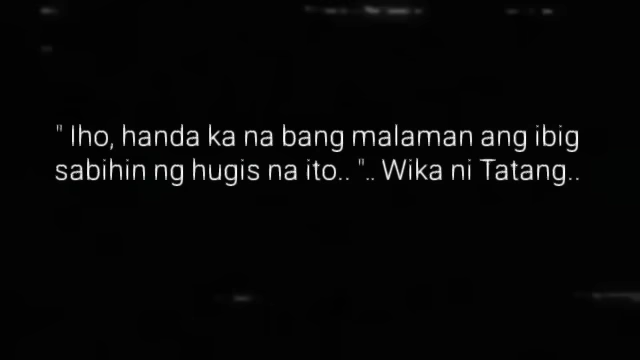 " Iho, handa ka na bang malaman ang ibig
sabihin ng hugis na ito.. ".. Wika ni Tatang..